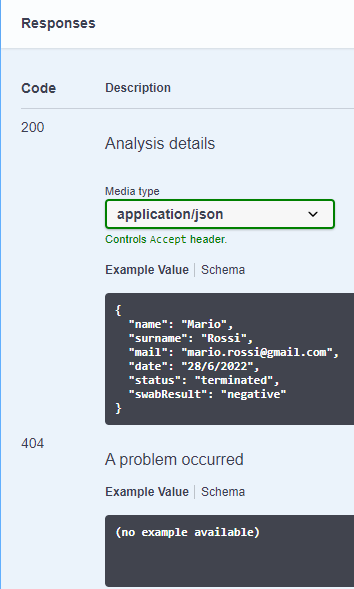 Responses
Code Description
200
Analysis details
Media type
application/json
Controls Accept header.
Example Value Schema
{
"name": "Mario",
"surname": "Rossi",
"mail": "mario.rossi@gmail.com",
"date": "28/6/2022",
"status": "terminated",
"swabResult": "negative"
}
404
A problem occurred
Example Value Schema
(no example available)